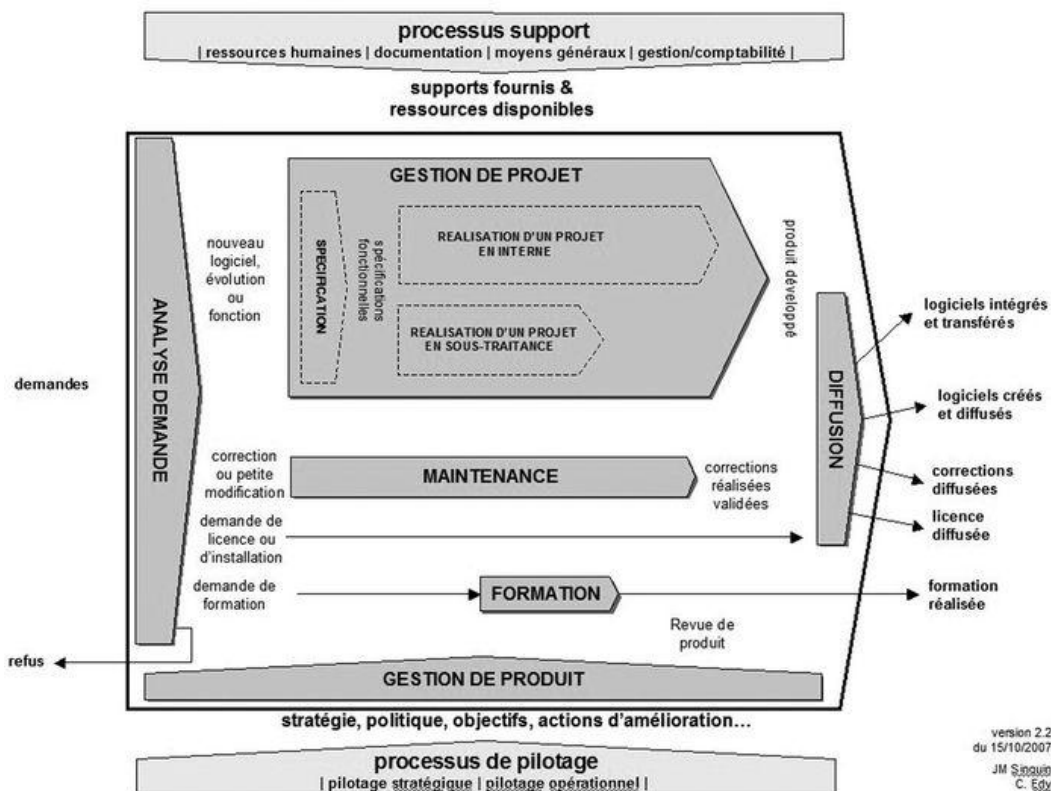 processus support
| ressources humaines | documentation | moyens généraux | gestion/comptabilité |
supports fournis &
ressources disponibles
GESTION DE PROJET
SPECIFICATION
spécifications
fonctionnelles
REALISATION D'UN PROJET
EN INTERNE
REALISATION D'UN PROJET
EN SOUS-TRAITANCE
produit développé
nouveau
logiciel,
évolution
ou
fonction
ANALYSE DEMANDE
demandes
DIFFUSION
logiciels intégrés
et transférés
logiciels créés
et diffusés
correction
ou petite
modification
MAINTENANCE
corrections
réalisées
validées
corrections
diffusées
licence
diffusée
demande de
licence ou
d'installation
demande de
formation
FORMATION
formation
réalisée
Revue de
produit
refus
GESTION DE PRODUIT
stratégie, politique, objectifs, actions d'amélioration...
processus de pilotage
| pilotage stratégique | pilotage opérationnel |
version 2.2
du 15/10/2007
JM Sinquin
C. Edy